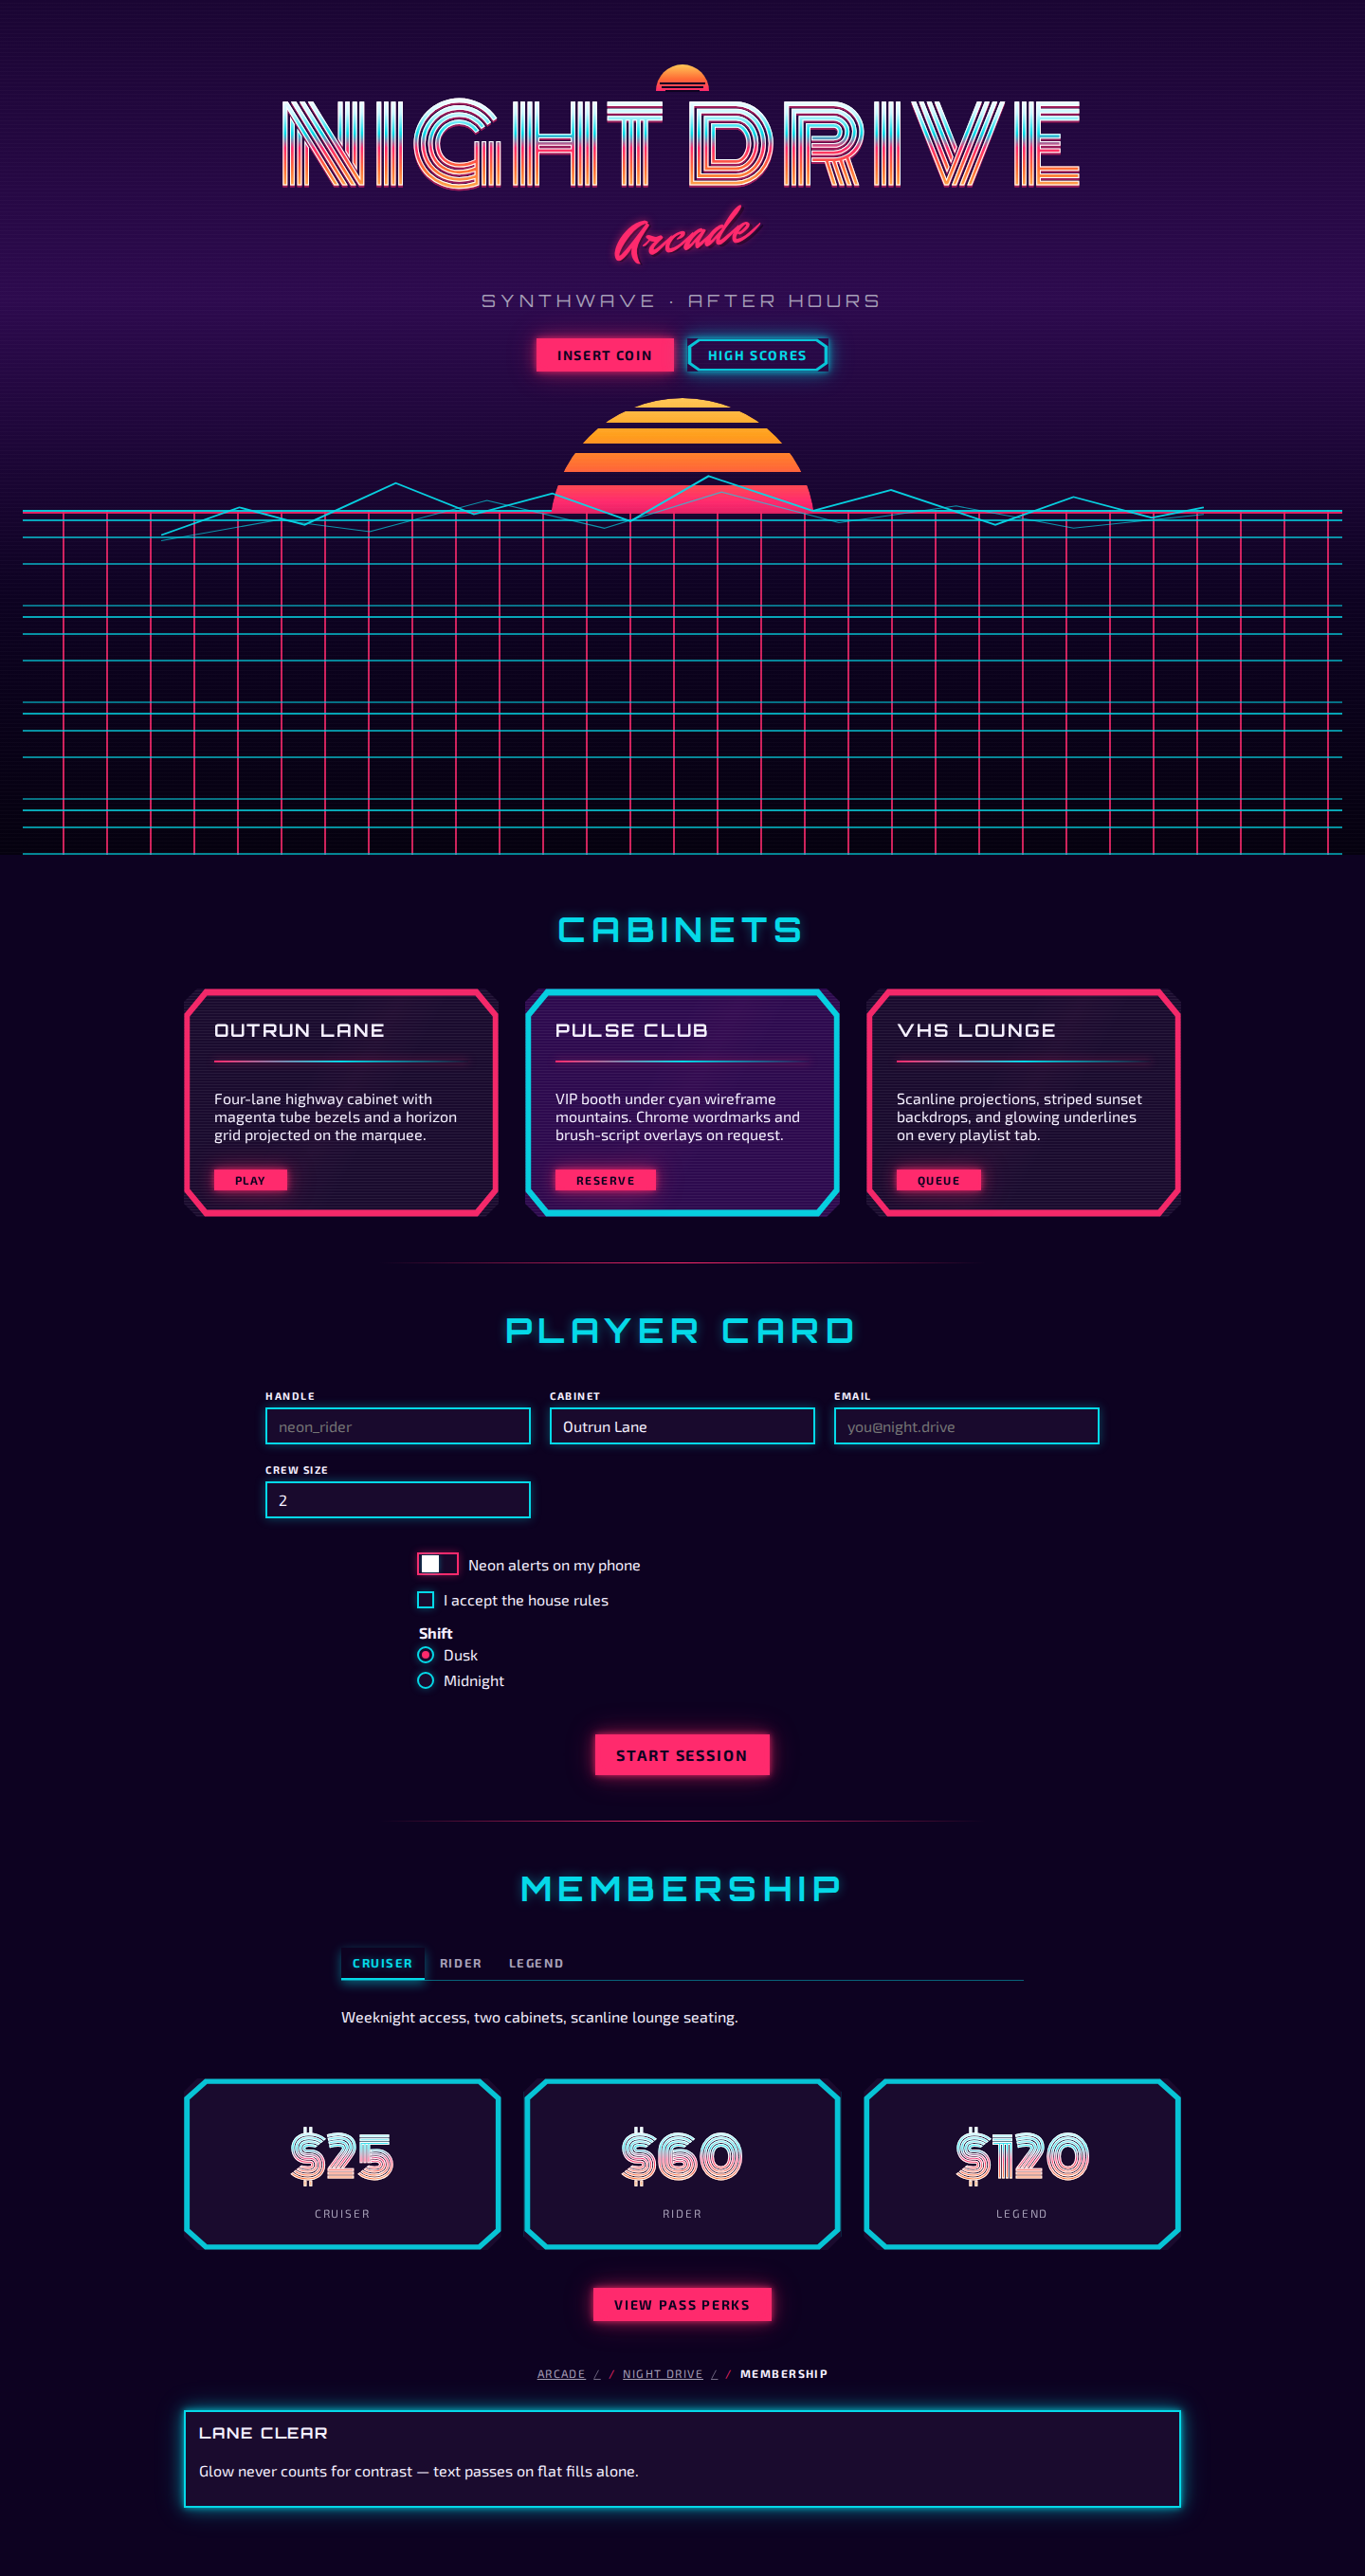 NIGHT DRIVE
Arcade
SYNTHWAVE · AFTER HOURS
INSERT COIN
HIGH SCORES
CABINETS
OUTRUN LANE
Four-lane highway cabinet with
magenta tube bezels and a horizon
grid projected on the marquee.
PLAY
PULSE CLUB
VIP booth under cyan wireframe
mountains. Chrome wordmarks and
brush-script overlays on request.
RESERVE
VHS LOUNGE
Scanline projections, striped sunset
backdrops, and glowing underlines
on every playlist tab.
QUEUE
PLAYER CARD
HANDLE
neon_rider
CABINET
Outrun Lane
EMAIL
you@night.drive
CREW SIZE
2
Neon alerts on my phone
I accept the house rules
Shift
Dusk
Midnight
START SESSION
MEMBERSHIP
CRUISER RIDER LEGEND
Weeknight access, two cabinets, scanline lounge seating.
$25
CRUISER
$60
RIDER
$120
LEGEND
VIEW PASS PERKS
ARCADE / / NIGHT DRIVE / / MEMBERSHIP
LANE CLEAR
Glow never counts for contrast — text passes on flat fills alone.